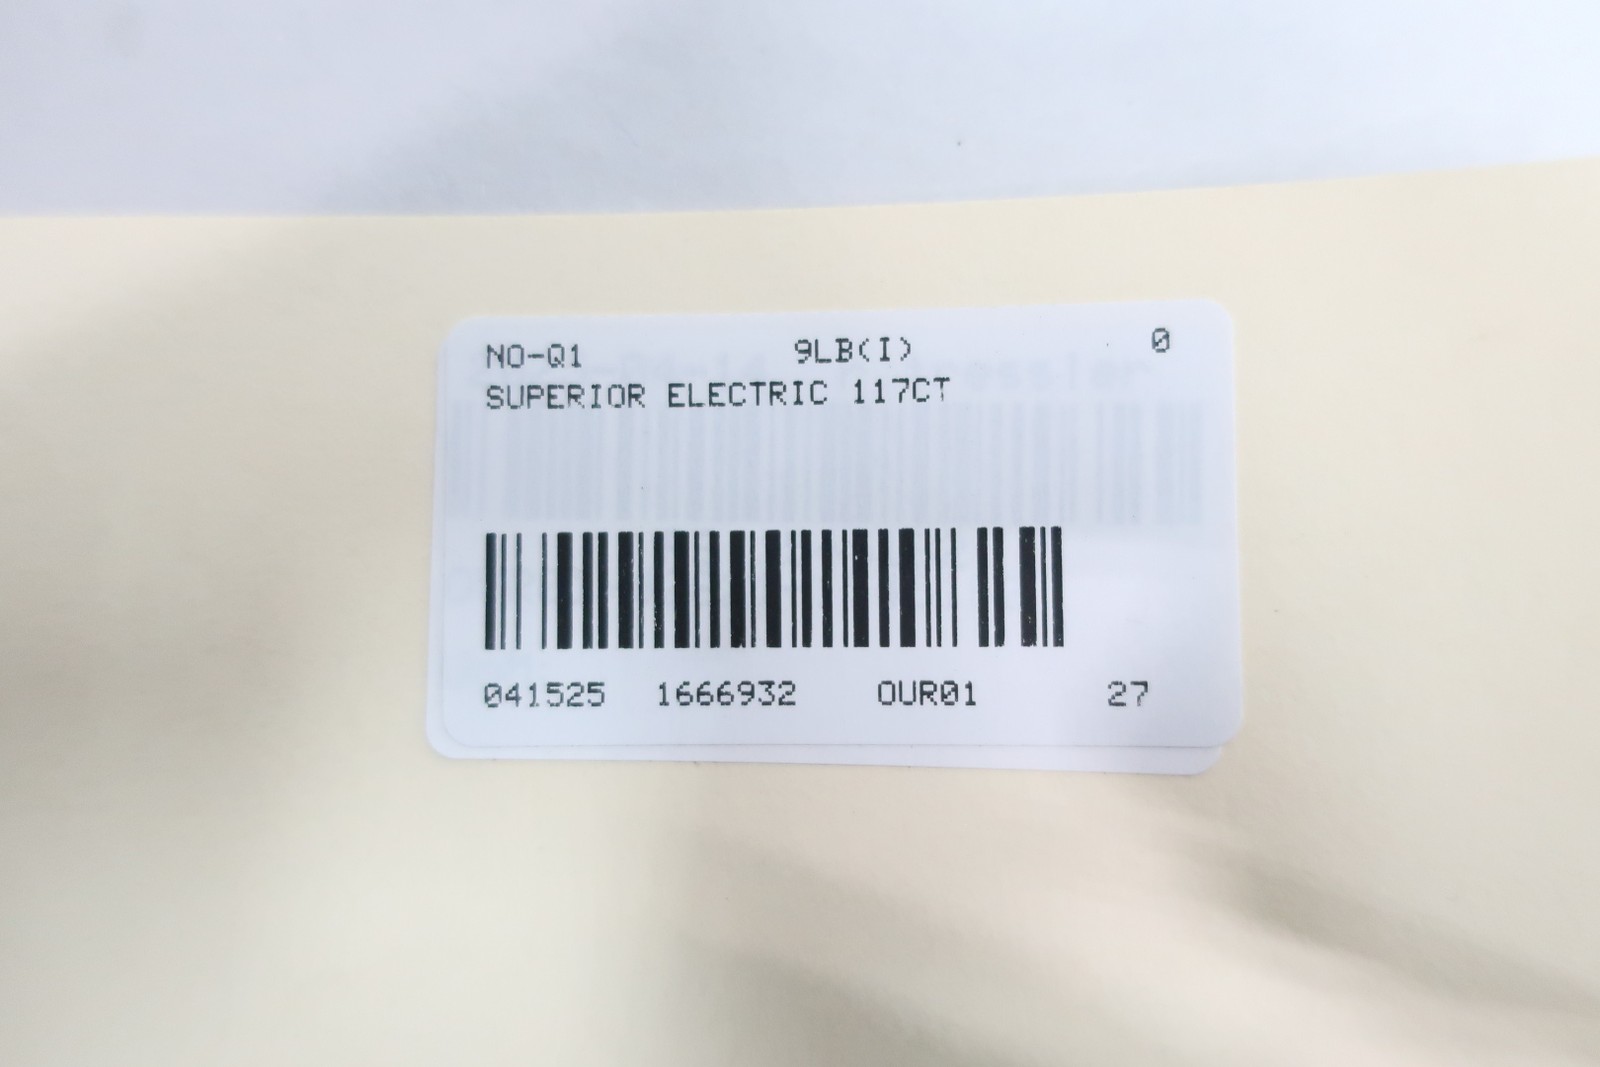 NO-Q1 9LB(I) 0
SUPERIOR ELECTRIC 117CT
041525 1666932 OUR01 27